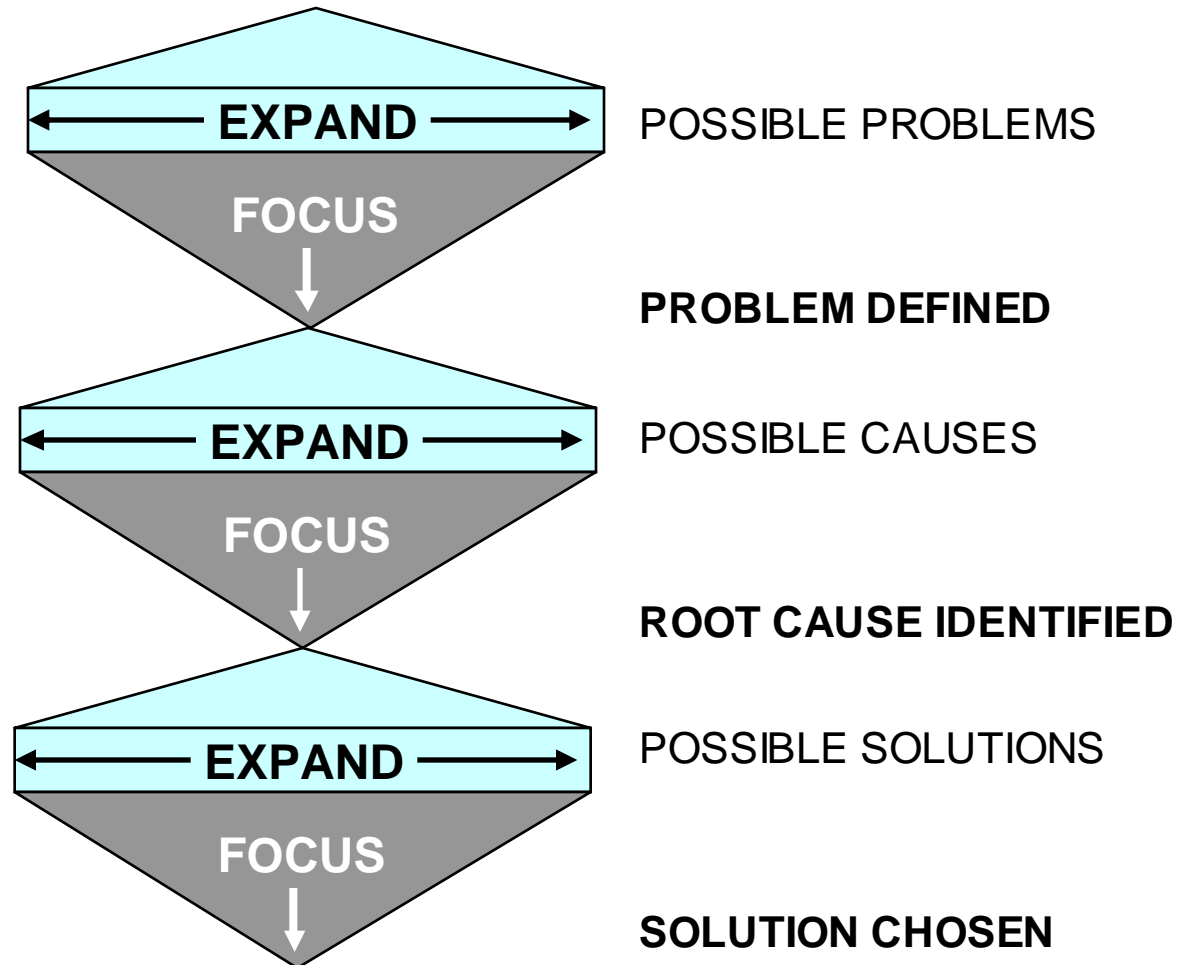 EXPAND
POSSIBLE PROBLEMS
FOCUS
PROBLEM DEFINED
EXPAND
POSSIBLE CAUSES
FOCUS
ROOT CAUSE IDENTIFIED
EXPAND
POSSIBLE SOLUTIONS
FOCUS
SOLUTION CHOSEN